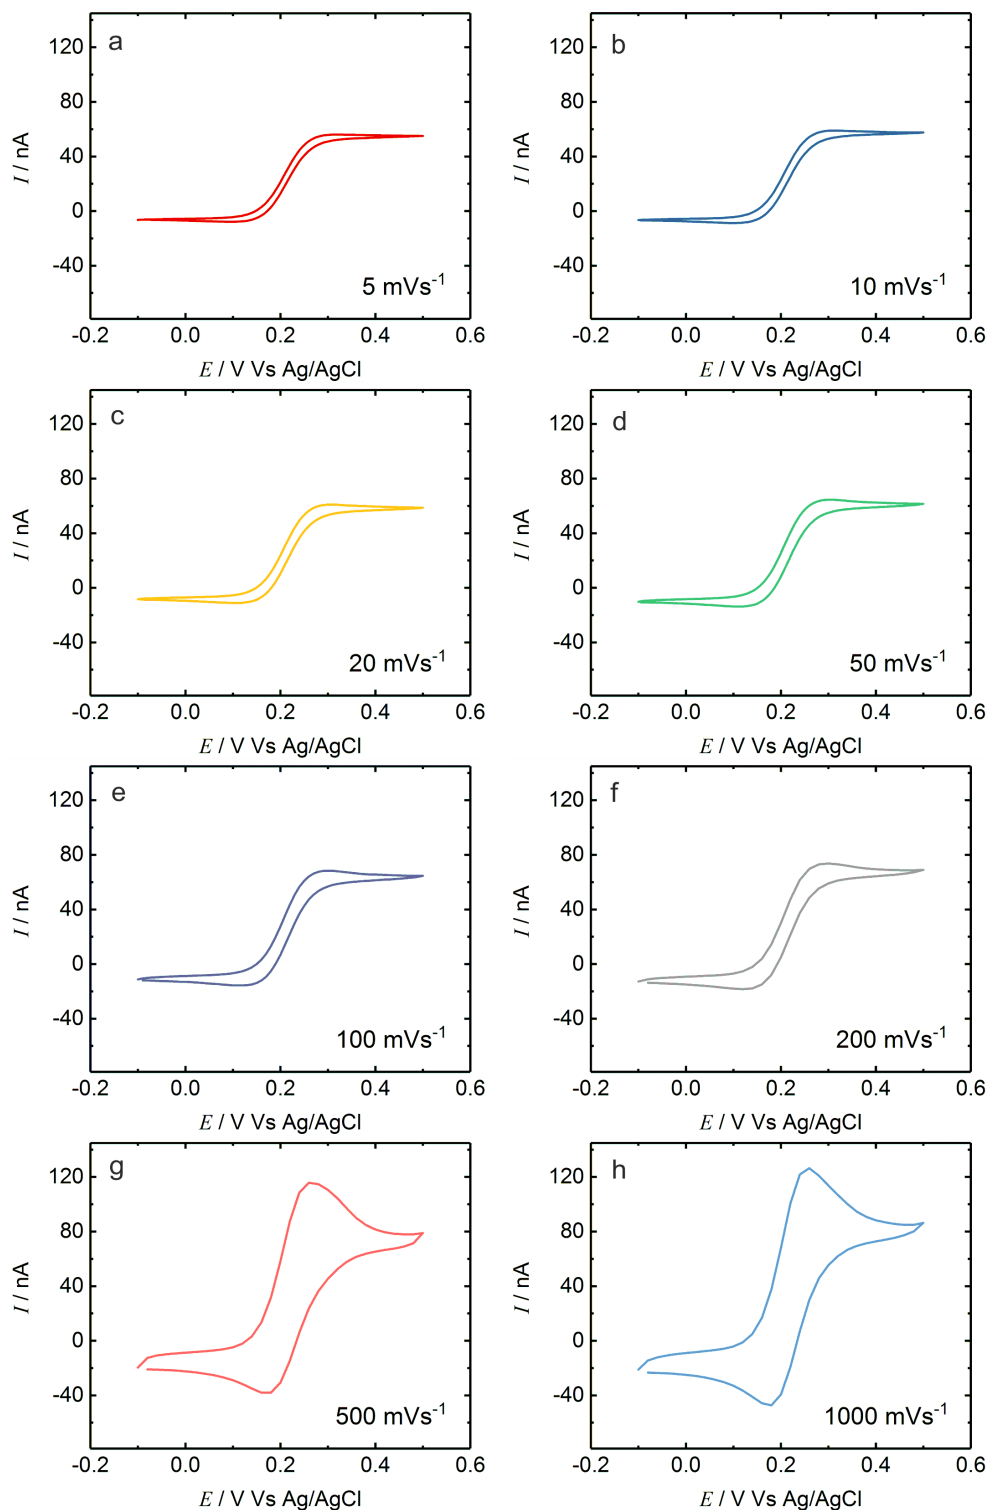 a
120
80
40
0
-40
I / nA
5 mVs-1
-0.2 0.0 0.2 0.4 0.6
E / V Vs Ag/AgCl
b
120
80
40
0
-40
I / nA
10 mVs-1
-0.2 0.0 0.2 0.4 0.6
E / V Vs Ag/AgCl
c
120
80
40
0
-40
I / nA
20 mVs-1
-0.2 0.0 0.2 0.4 0.6
E / V Vs Ag/AgCl
d
120
80
40
0
-40
I / nA
50 mVs-1
-0.2 0.0 0.2 0.4 0.6
E / V Vs Ag/AgCl
e
120
80
40
0
-40
I / nA
100 mVs-1
-0.2 0.0 0.2 0.4 0.6
E / V Vs Ag/AgCl
f
120
80
40
0
-40
I / nA
200 mVs-1
-0.2 0.0 0.2 0.4 0.6
E / V Vs Ag/AgCl
g
120
80
40
0
-40
I / nA
500 mVs-1
-0.2 0.0 0.2 0.4 0.6
E / V Vs Ag/AgCl
h
120
80
40
0
-40
I / nA
1000 mVs-1
-0.2 0.0 0.2 0.4 0.6
E / V Vs Ag/AgCl